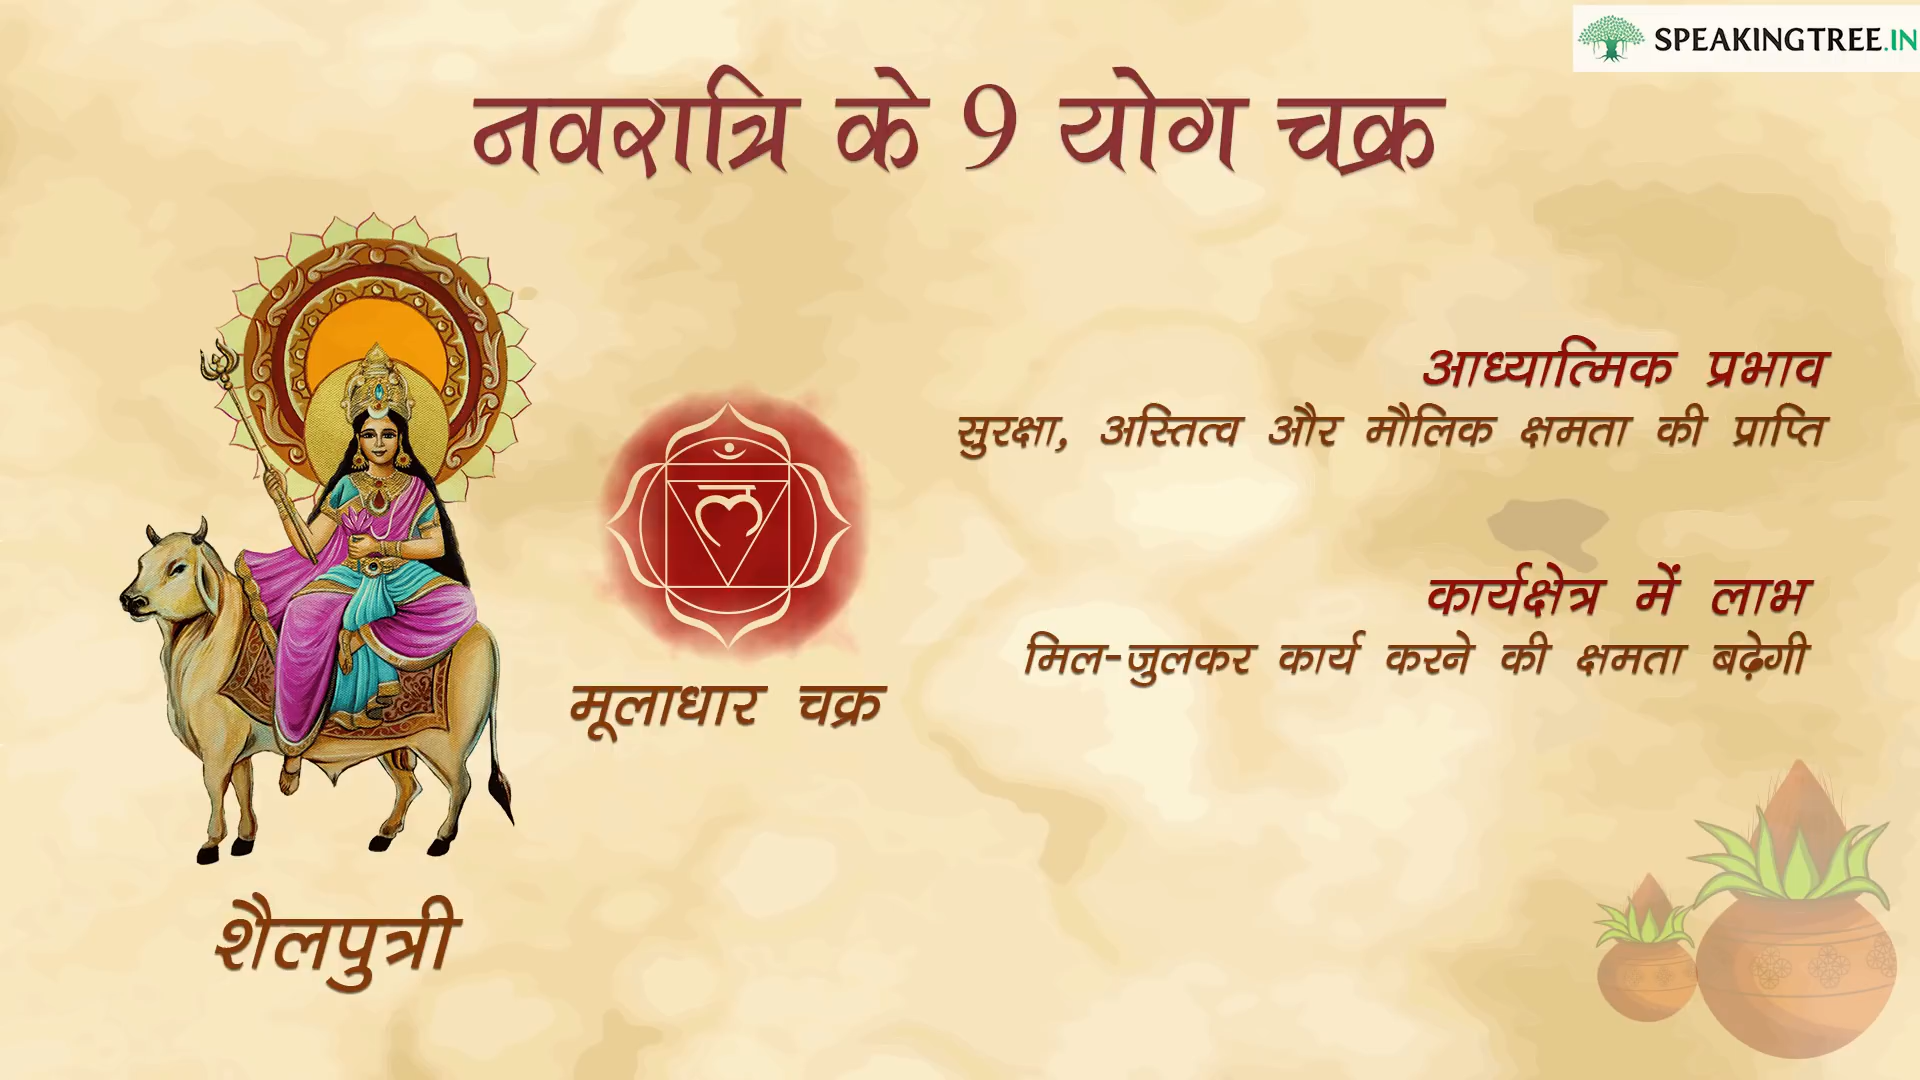 SPEAKINGTREE.IN
नवरात्रि के 9 योग चक्र
आध्यात्मिक प्रभाव
सुरक्षा, अस्तित्व और मौलिक क्षमता की प्राप्ति
लं
कार्यक्षेत्र में लाभ
मिल-जुलकर कार्य करने की क्षमता बढ़ेगी
मूलाधार चक्र
शैलपुत्री